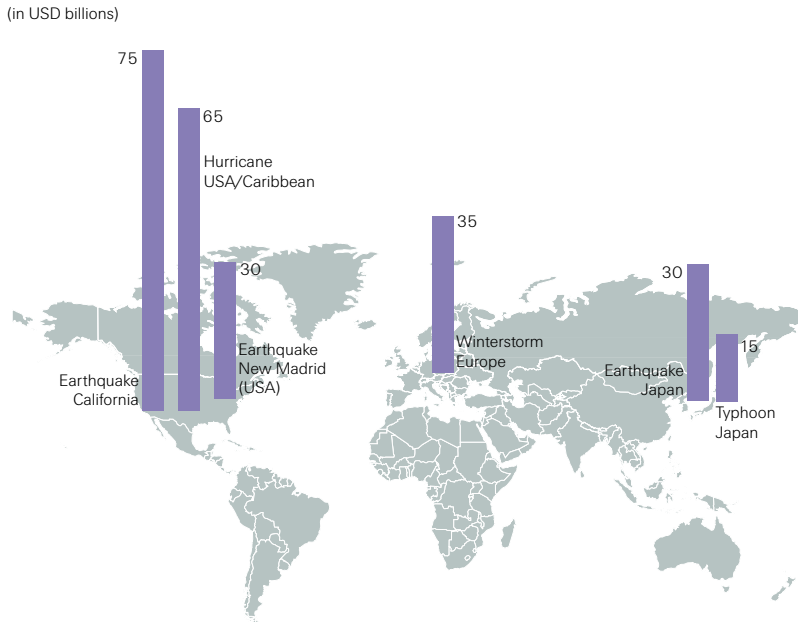 (in USD billions)
75
65
Hurricane
USA/Caribbean
30
Earthquake
New Madrid
(USA)
Earthquake
California
35
Winterstorm
Europe
30
Earthquake
Japan
15
Typhoon
Japan